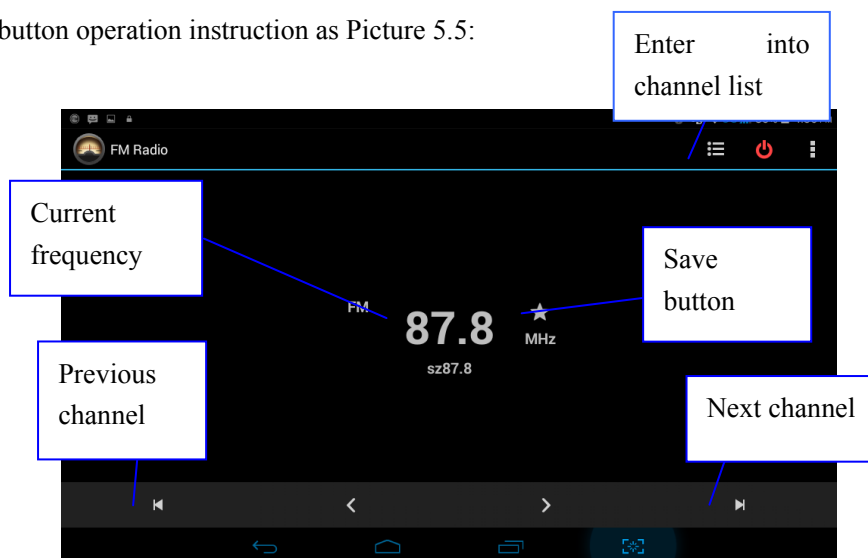 button operation instruction as Picture 5.5:
Enter into
channel list
FM Radio
Current
frequency
Save
button
FM
87.8
MHz
sz87.8
Previous
channel
Next channel